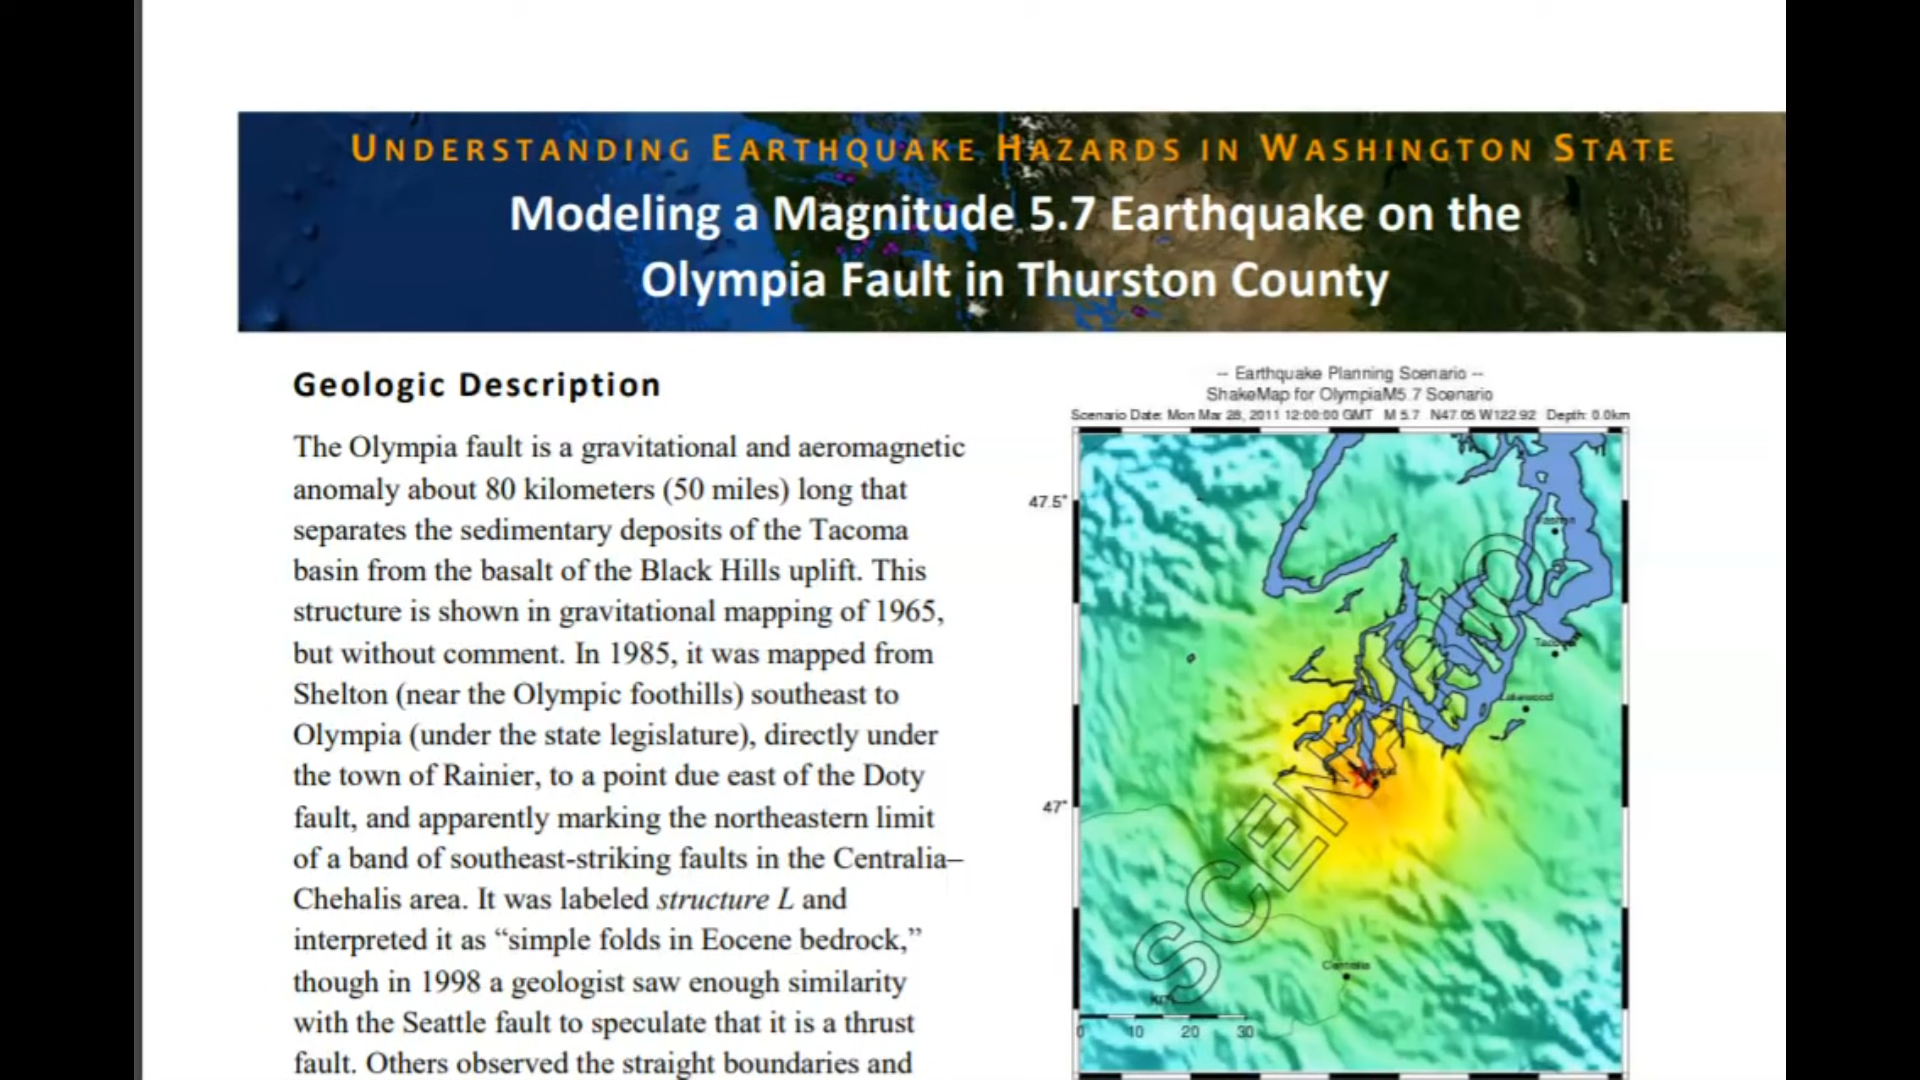 UNDERSTANDING EARTHQUAKE HAZARDS IN WASHINGTON STATE
Modeling a Magnitude 5.7 Earthquake on the
Olympia Fault in Thurston County
Geologic Description
The Olympia fault is a gravitational and aeromagnetic
anomaly about 80 kilometers (50 miles) long that
separates the sedimentary deposits of the Tacoma
basin from the basalt of the Black Hills uplift. This
structure is shown in gravitational mapping of 1965,
but without comment. In 1985, it was mapped from
Shelton (near the Olympic foothills) southeast to
Olympia (under the state legislature), directly under
the town of Rainier, to a point due east of the Doty
fault, and apparently marking the northeastern limit
of a band of southeast-striking faults in the Centralia–
Chehalis area. It was labeled structure L and
interpreted it as “simple folds in Eocene bedrock,”
though in 1998 a geologist saw enough similarity
with the Seattle fault to speculate that it is a thrust
fault. Others observed the straight boundaries and
-- Earthquake Planning Scenario --
ShakeMap for OlympiaM5.7 Scenario
Scenario Date: Mon Mar 28, 2011 12:00:00 GMT M 5.7 N47.05 W122.92 Depth: 0.0km
47.5°
Lakewood
47°
SCENARIO
Centralia
km
0 10 20 30